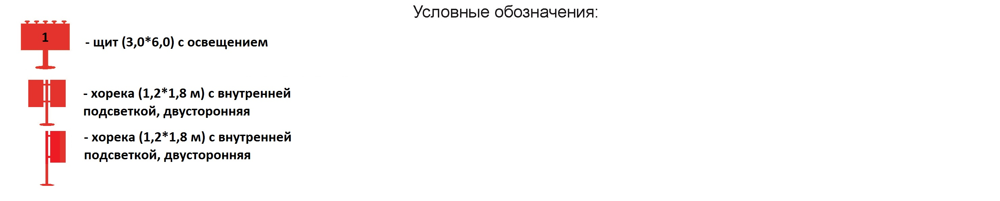 Условные обозначения:
1
- щит (3,0*6,0) с освещением
- хорека (1,2*1,8 м) с внутренней
подсветкой, двусторонняя
- хорека (1,2*1,8 м) с внутренней
подсветкой, двусторонняя